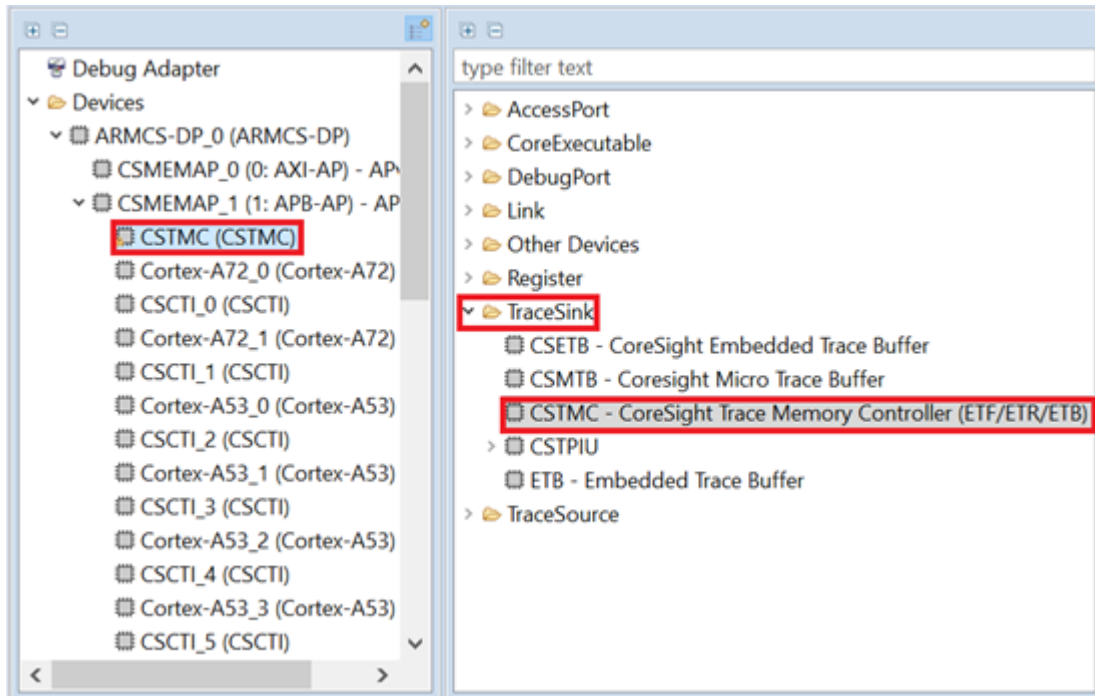 Debug Adapter
Devices
ARMCS-DP_0 (ARMCS-DP)
CSMEMAP_0 (0: AXI-AP) - AP
CSMEMAP_1 (1: APB-AP) - AP
CSTMC (CSTMC)
Cortex-A72_0 (Cortex-A72)
CSCTI_0 (CSCTI)
Cortex-A72_1 (Cortex-A72)
CSCTI_1 (CSCTI)
Cortex-A53_0 (Cortex-A53)
CSCTI_2 (CSCTI)
Cortex-A53_1 (Cortex-A53)
CSCTI_3 (CSCTI)
Cortex-A53_2 (Cortex-A53)
CSCTI_4 (CSCTI)
Cortex-A53_3 (Cortex-A53)
CSCTI_5 (CSCTI)
type filter text
AccessPort
CoreExecutable
DebugPort
Link
Other Devices
Register
TraceSink
CSETB - CoreSight Embedded Trace Buffer
CSMTB - Coresight Micro Trace Buffer
CSTMC - CoreSight Trace Memory Controller (ETF/ETR/ETB)
CSTPIU
ETB - Embedded Trace Buffer
TraceSource